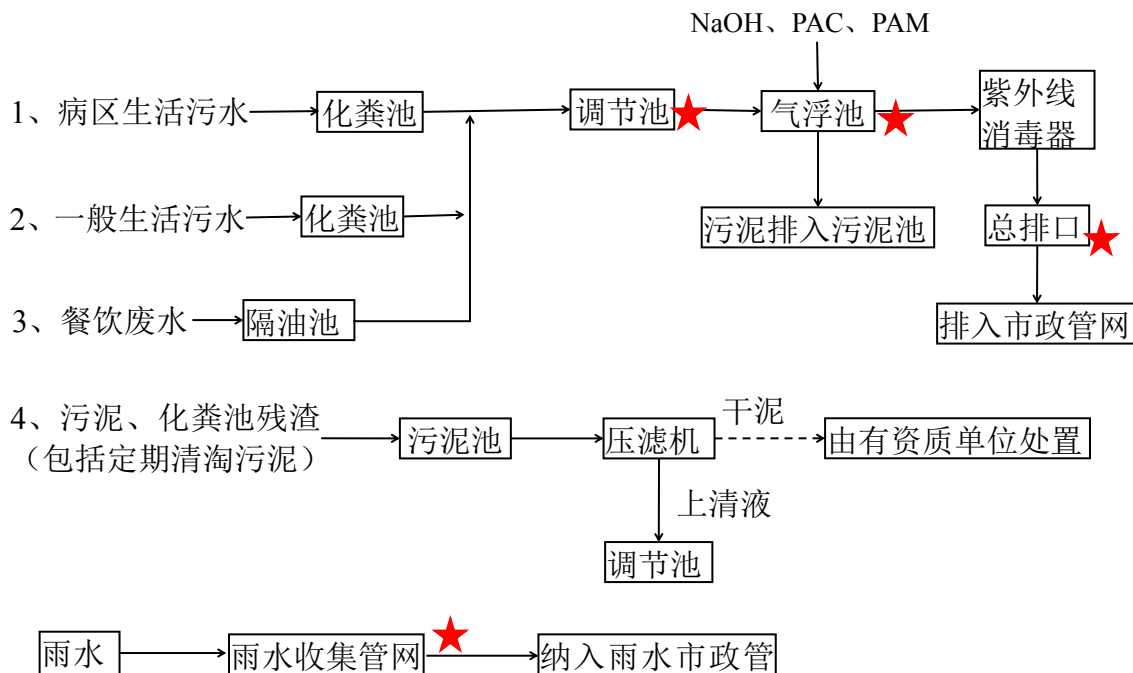 NaOH、PAC、PAM
1、病区生活污水
化粪池
调节池
气浮池
紫外线
消毒器
2、一般生活污水
化粪池
污泥排入污泥池
总排口
3、餐饮废水
隔油池
排入市政管网
4、污泥、化粪池残渣
（包括定期清淘污泥）
污泥池
压滤机
干泥
由有资质单位处置
上清液
调节池
雨水
雨水收集管网
纳入雨水市政管